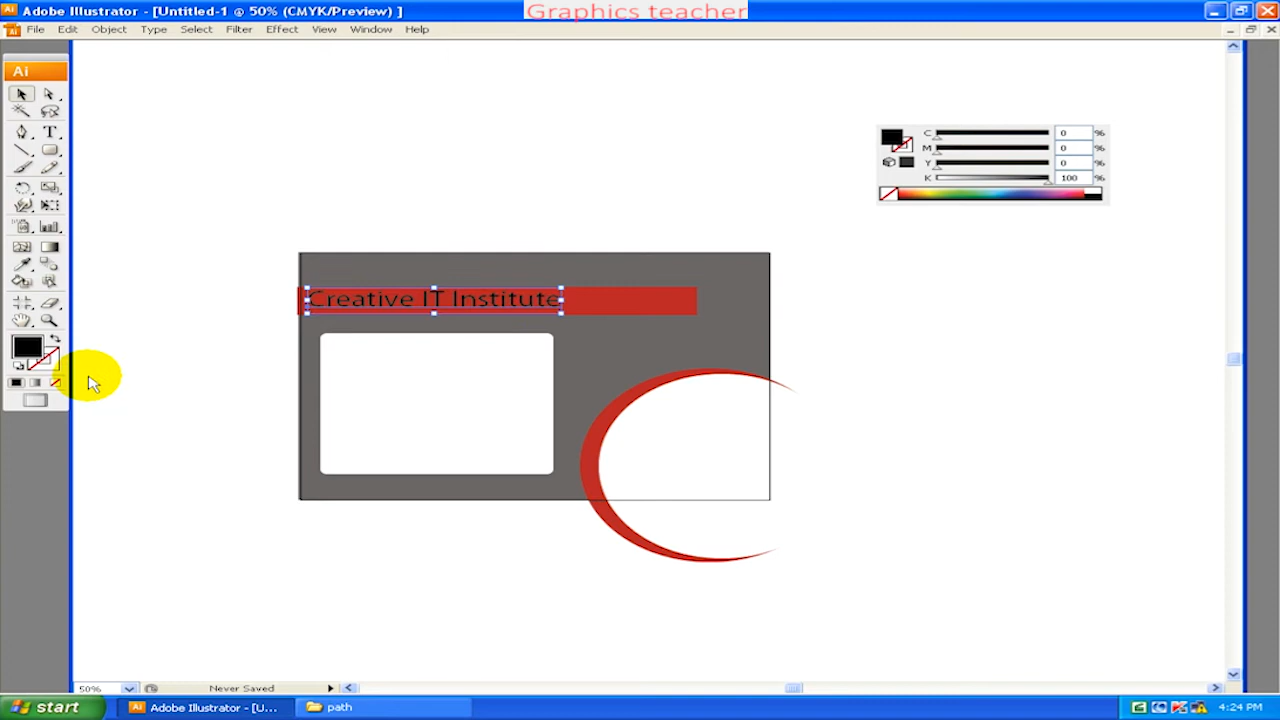 Adobe Illustrator - [Untitled-1 @ 50% (CMYK/Preview) ]
Graphics teacher
File Edit Object Type Select Filter Effect View Window Help
Ai
C 0 %
M 0 %
Y 0 %
K 100 %
Creative IT Institute
50% Never Saved
start Adobe Illustrator - [U... path 4:24 PM